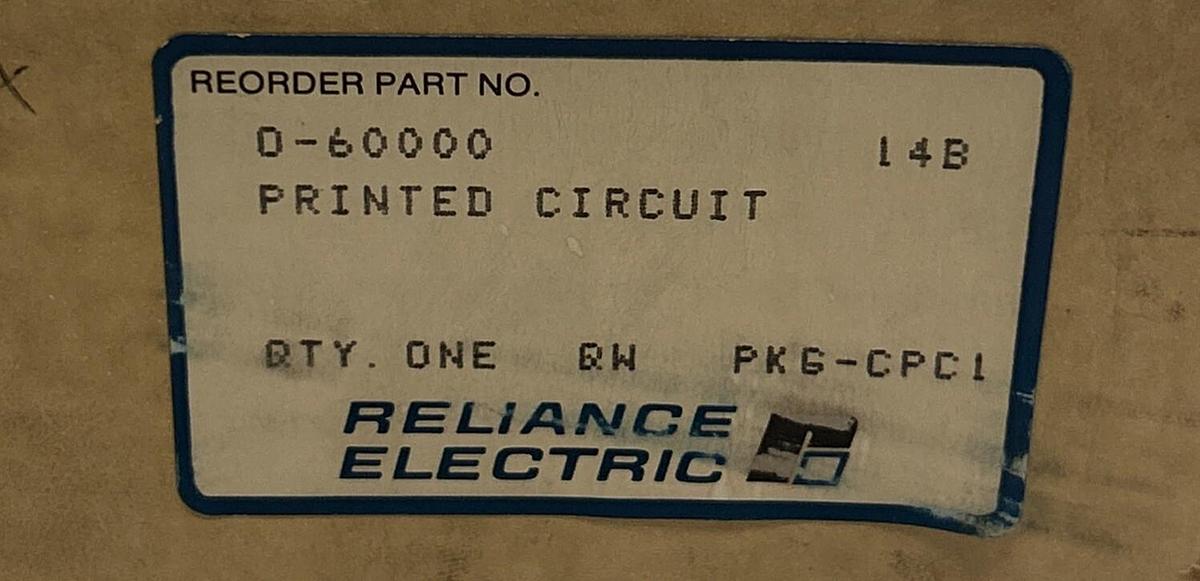 REORDER PART NO.
0-60000 14B
PRINTED CIRCUIT
QTY. ONE QW PKG-CPC1
RELIANCE
ELECTRIC